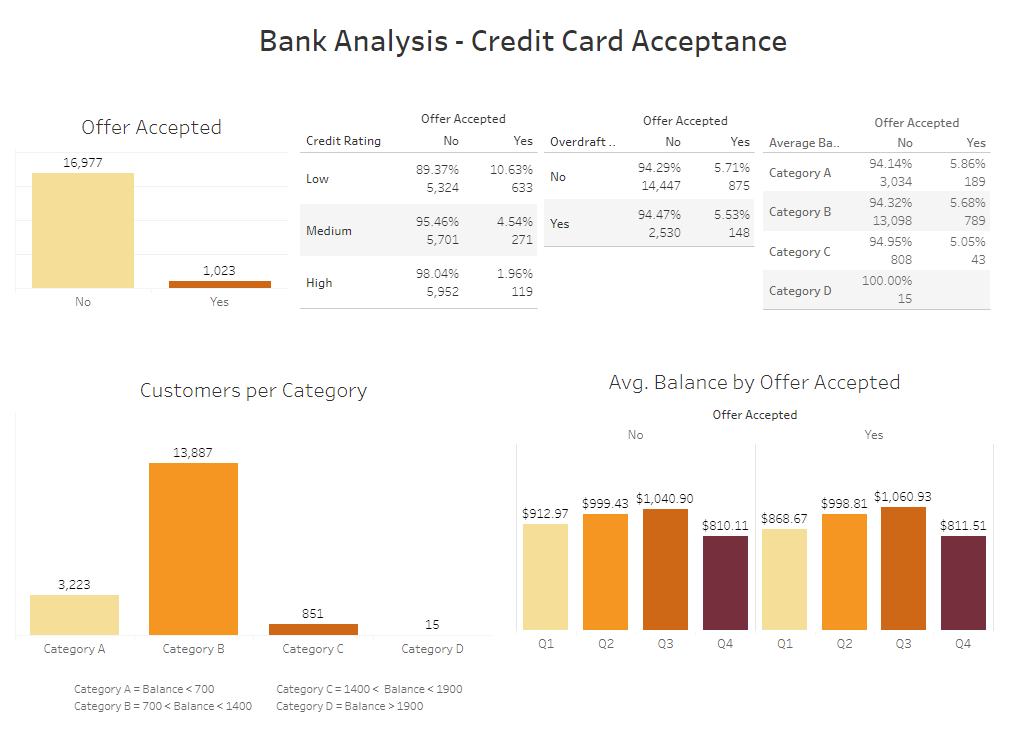 Bank Analysis - Credit Card Acceptance
Offer Accepted
16,977
1,023
No Yes
Offer Accepted
Credit Rating No Yes
Low 89.37% 10.63%
5,324 633
Medium 95.46% 4.54%
5,701 271
High 98.04% 1.96%
5,952 119
Offer Accepted
Overdraft .. No Yes
No 94.29% 5.71%
14,447 875
Yes 94.47% 5.53%
2,530 148
Offer Accepted
Average Ba.. No Yes
Category A 94.14% 5.86%
3,034 189
Category B 94.32% 5.68%
13,098 789
Category C 94.95% 5.05%
808 43
Category D 100.00%
15
Customers per Category
13,887
3,223
851
15
Category A Category B Category C Category D
Category A = Balance < 700
Category B = 700 < Balance < 1400
Category C = 1400 < Balance < 1900
Category D = Balance > 1900
Avg. Balance by Offer Accepted
Offer Accepted
No Yes
$912.97 $999.43 $1,040.90 $810.11 $868.67 $998.81 $1,060.93 $811.51
Q1 Q2 Q3 Q4 Q1 Q2 Q3 Q4